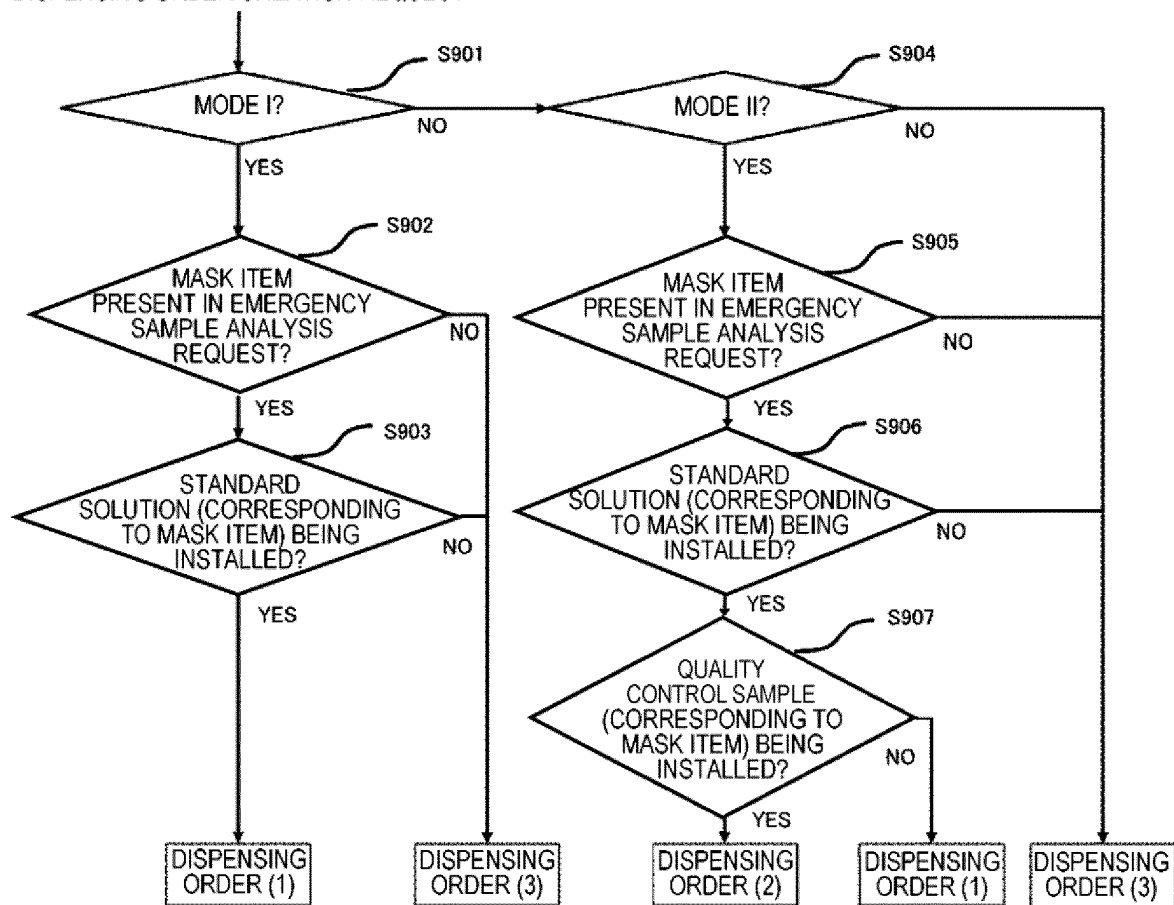 S901
MODE I?
NO
YES
S904
MODE II?
NO
YES
S902
MASK ITEM
PRESENT IN EMERGENCY
SAMPLE ANALYSIS
REQUEST?
NO
YES
S905
MASK ITEM
PRESENT IN EMERGENCY
SAMPLE ANALYSIS
REQUEST?
NO
YES
S903
STANDARD
SOLUTION (CORRESPONDING
TO MASK ITEM) BEING
INSTALLED?
NO
YES
S906
STANDARD
SOLUTION (CORRESPONDING
TO MASK ITEM) BEING
INSTALLED?
NO
YES
S907
QUALITY
CONTROL SAMPLE
(CORRESPONDING TO
MASK ITEM) BEING
INSTALLED?
NO
YES
DISPENSING
ORDER (1)
DISPENSING
ORDER (3)
DISPENSING
ORDER (2)
DISPENSING
ORDER (1)
DISPENSING
ORDER (3)